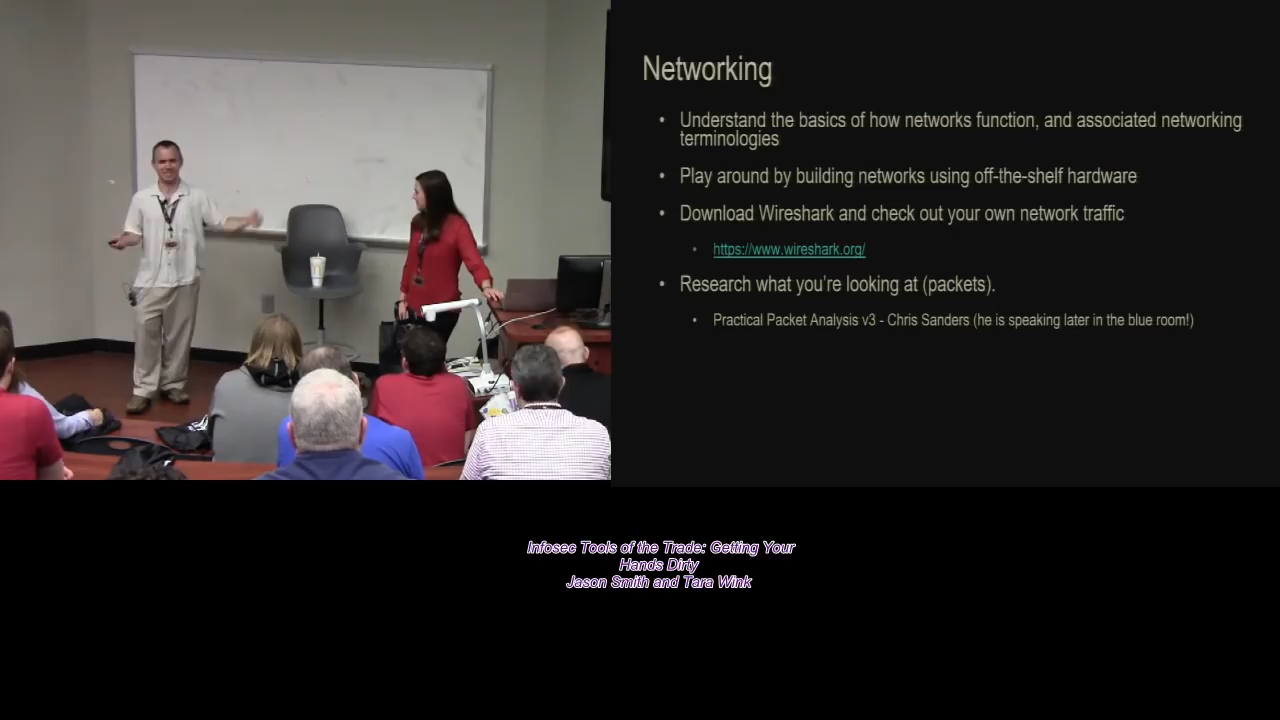 Networking
• Understand the basics of how networks function, and associated networking
terminologies
• Play around by building networks using off-the-shelf hardware
• Download Wireshark and check out your own network traffic
• https://www.wireshark.org/
• Research what you're looking at (packets).
• Practical Packet Analysis v3 - Chris Sanders (he is speaking later in the blue room!)
Infosec Tools of the Trade: Getting Your
Hands Dirty
Jason Smith and Tara Wink